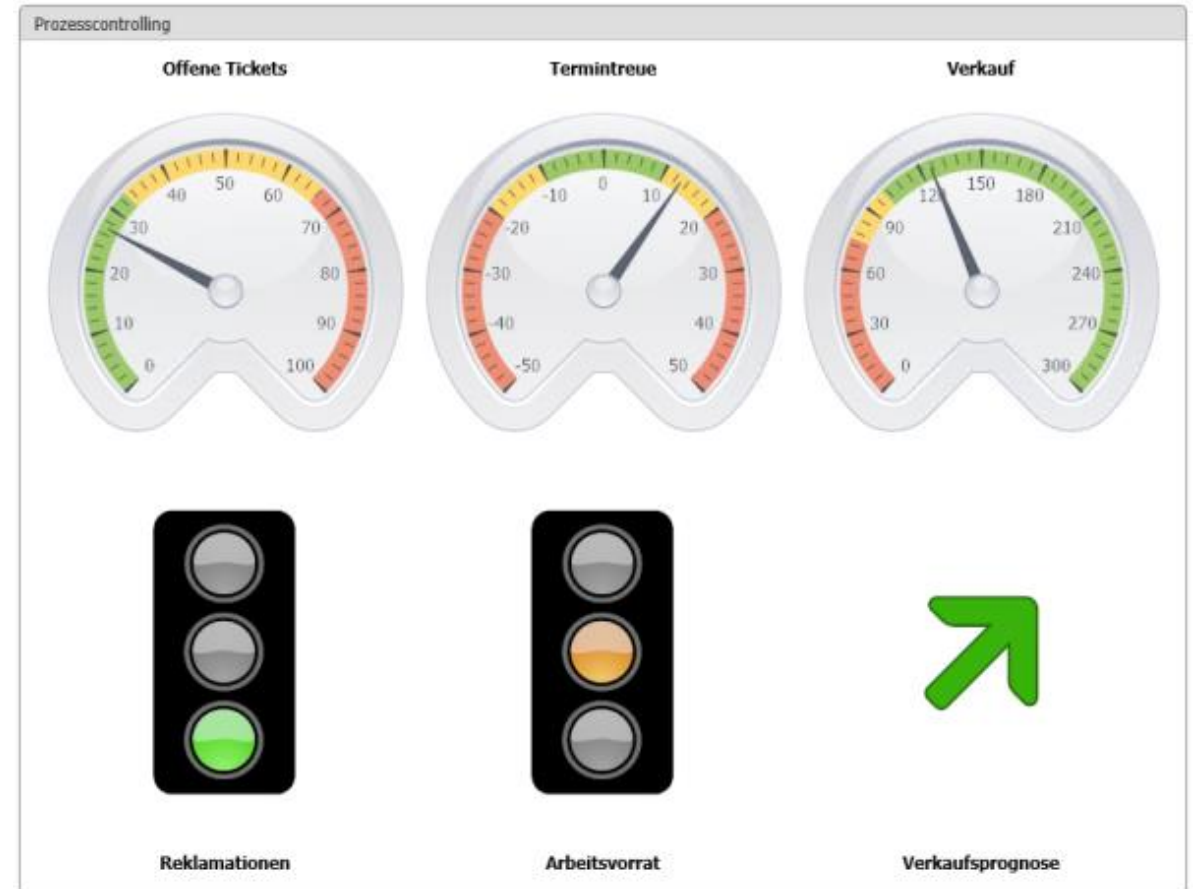 Prozesscontrolling
Offene Tickets
Termintreue
Verkauf
0 10 20 30 40 50 60 70 80 90 100
-50 -40 -30 -20 -10 0 10 20 30 40 50
0 30 60 90 120 150 180 210 240 270 300
Reklamationen
Arbeitsvorrat
Verkaufsprognose